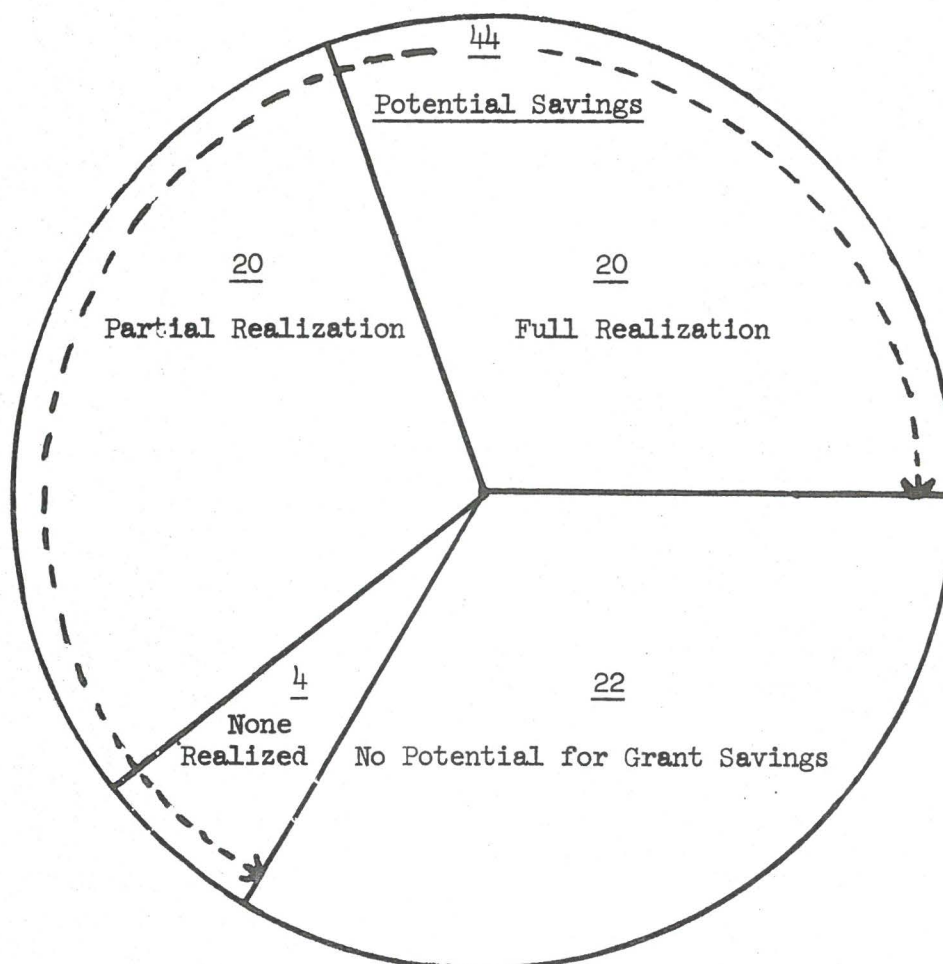 44
Potential Savings
20
Partial Realization
20
Full Realization
4
None
Realized
22
No Potential for Grant Savings